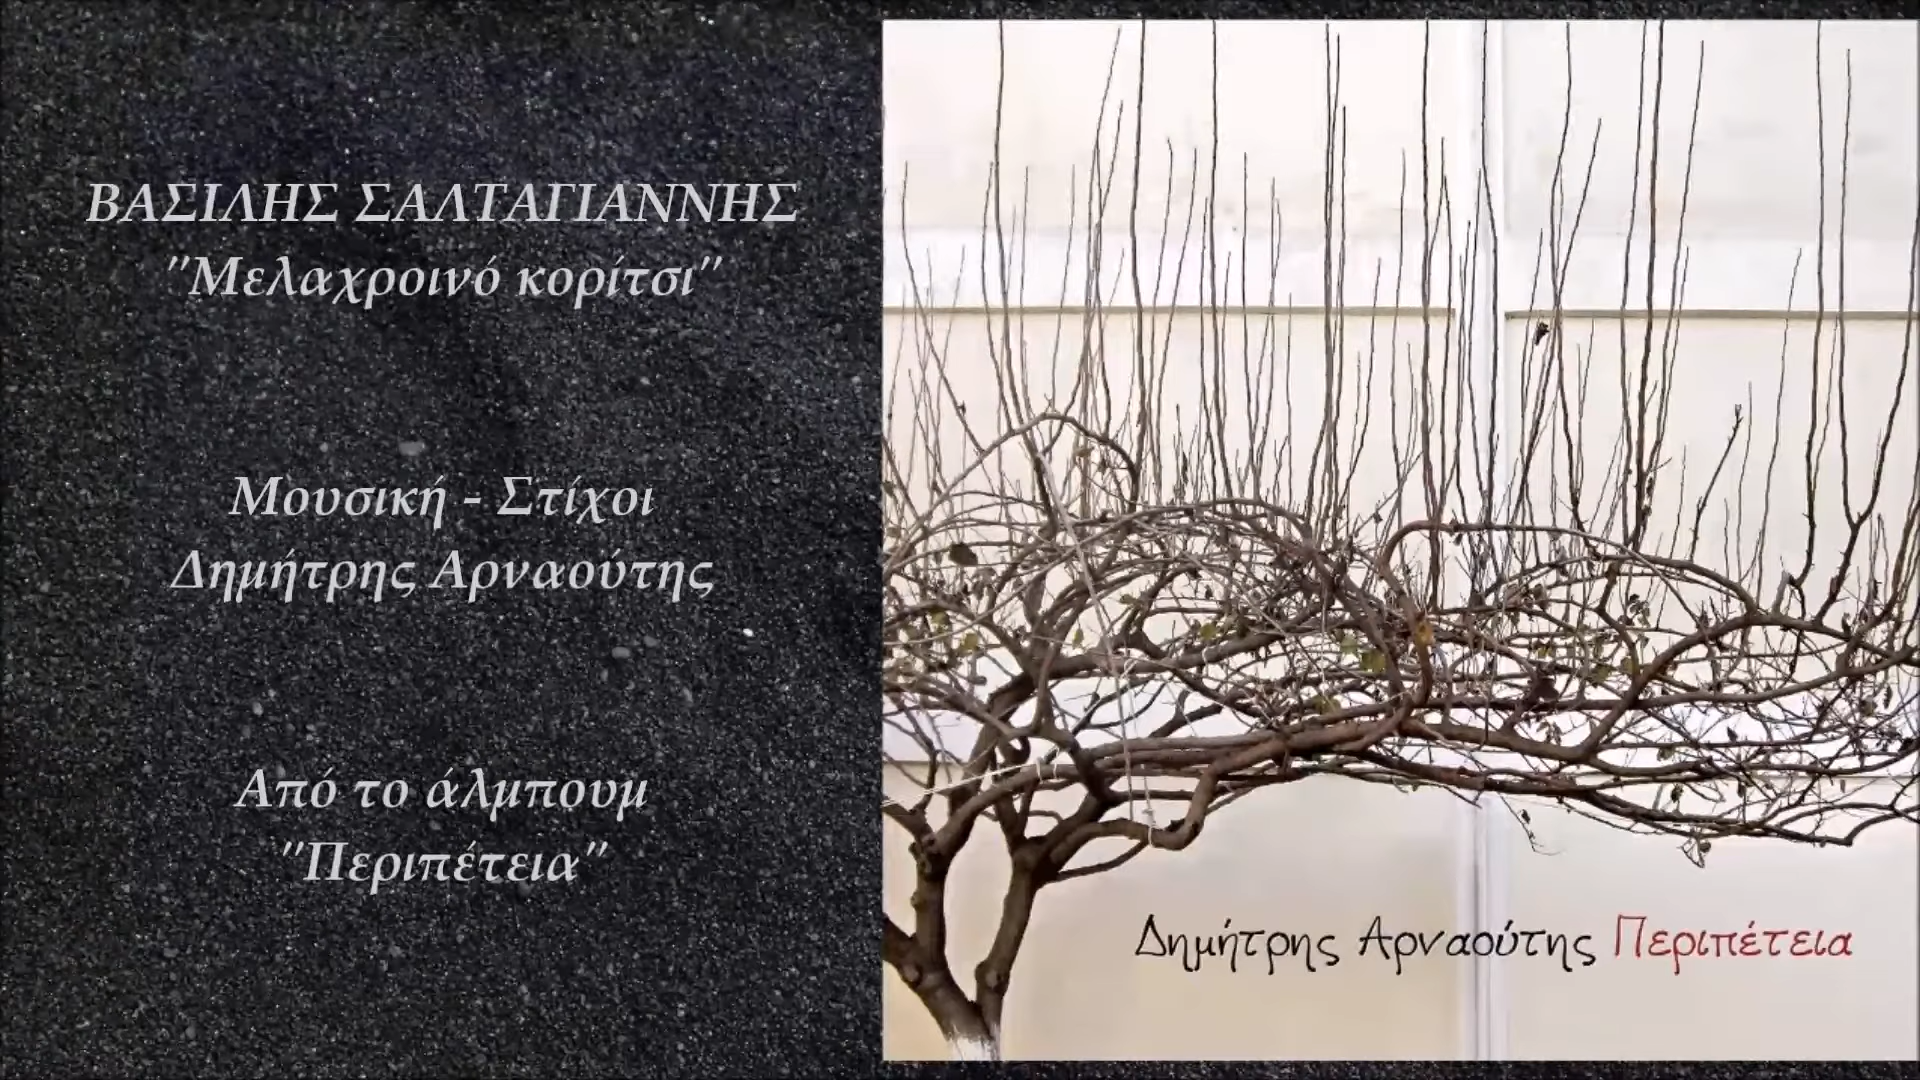 ΒΑΣΙΛΗΣ ΣΑΛΤΑΓΙΑΝΝΗΣ
"Μελαχροινό κορίτσι"
Μουσική - Στίχοι
Δημήτρης Αρναούτης
Από το άλμπουμ
"Περιπέτεια"
Δημήτρης Αρναούτης Περιπέτεια